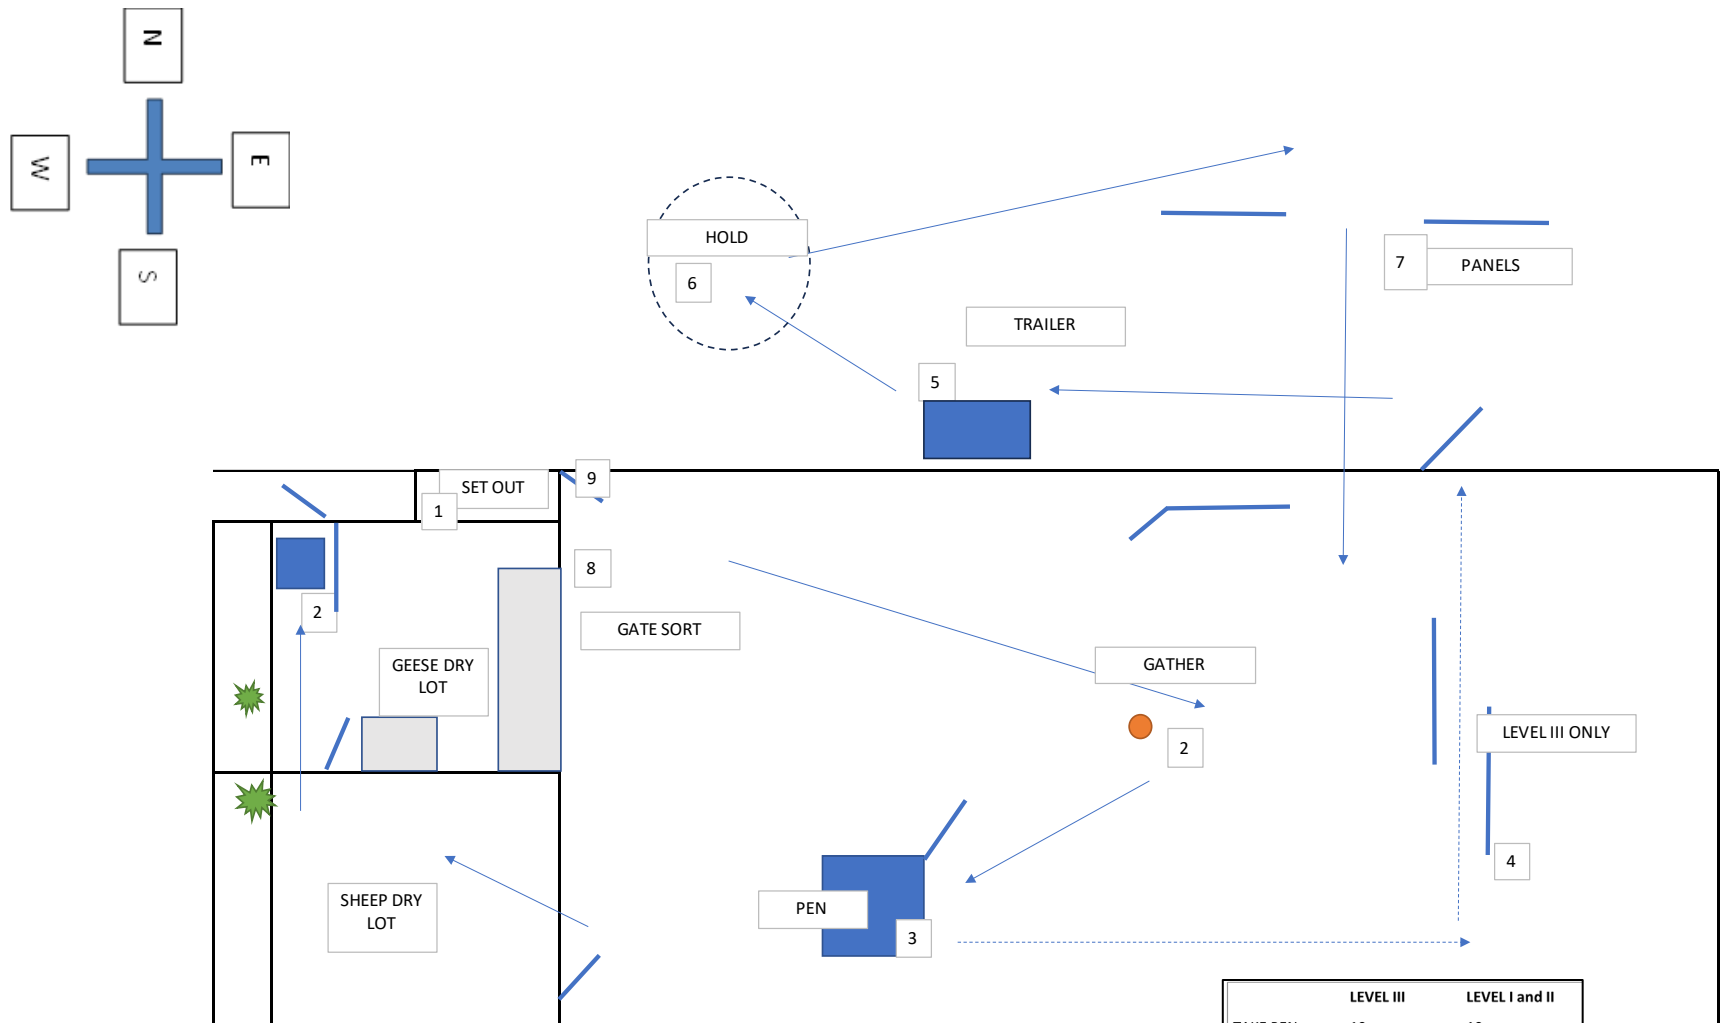 N
W
E
S
HOLD
6
7
PANELS
TRAILER
5
9
SET OUT
1
8
2
GATE SORT
GEESE DRY
LOT
GATHER
2
LEVEL III ONLY
4
SHEEP DRY
LOT
PEN
3
LEVEL III
LEVEL I and II